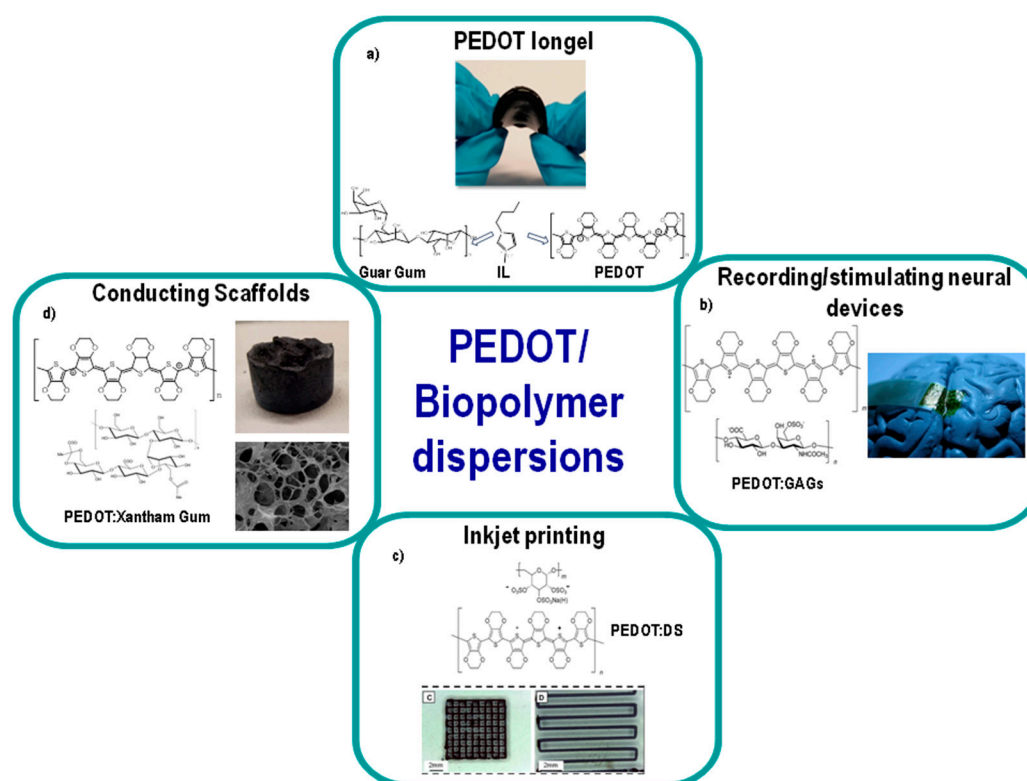 PEDOT Iongel
a)
Guar Gum
IL
PEDOT
Recording/stimulating neural
devices
b)
PEDOT:GAGs
Conducting Scaffolds
d)
PEDOT:Xantham Gum
PEDOT/
Biopolymer
dispersions
Inkjet printing
c)
PEDOT:DS
C
D
2mm
2mm